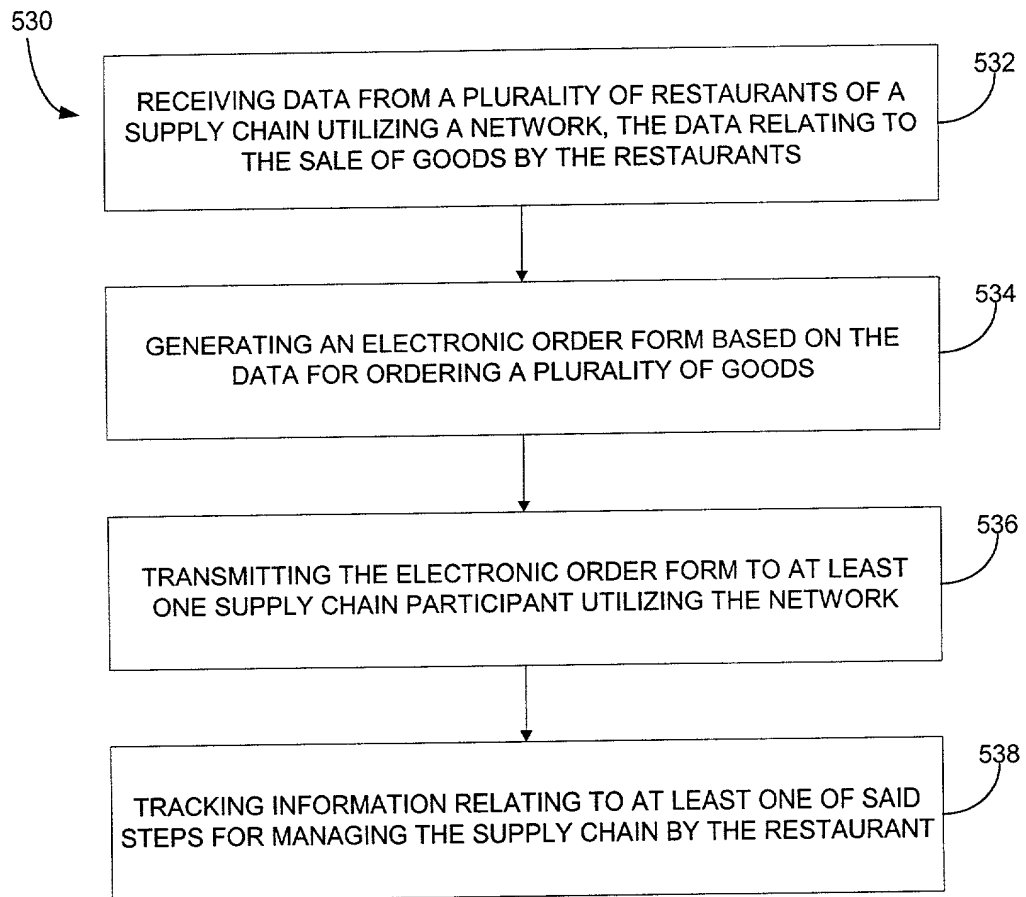 530
532
RECEIVING DATA FROM A PLURALITY OF RESTAURANTS OF A
SUPPLY CHAIN UTILIZING A NETWORK, THE DATA RELATING TO
THE SALE OF GOODS BY THE RESTAURANTS
534
GENERATING AN ELECTRONIC ORDER FORM BASED ON THE
DATA FOR ORDERING A PLURALITY OF GOODS
536
TRANSMITTING THE ELECTRONIC ORDER FORM TO AT LEAST
ONE SUPPLY CHAIN PARTICIPANT UTILIZING THE NETWORK
538
TRACKING INFORMATION RELATING TO AT LEAST ONE OF SAID
STEPS FOR MANAGING THE SUPPLY CHAIN BY THE RESTAURANT